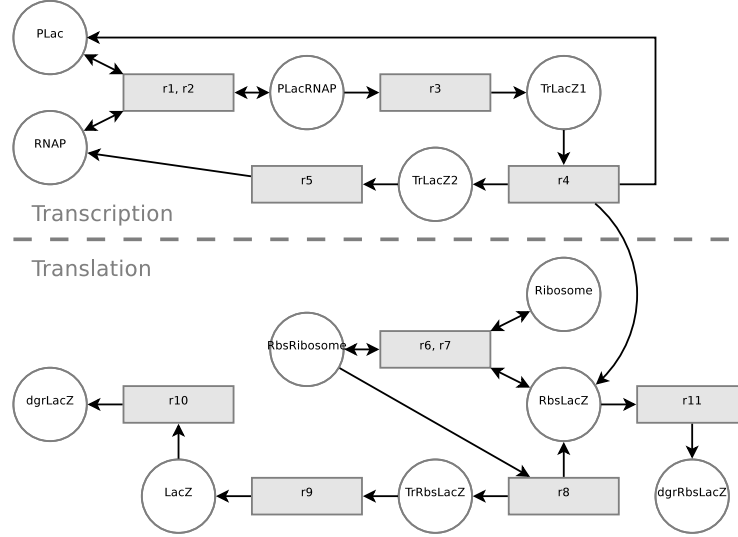 PLac
r1, r2
PLacRNAP
r3
TrLacZ1
RNAP
r5
TrLacZ2
r4
Transcription
Translation
Ribosome
RbsRibosome
r6, r7
dgrLacZ
r10
RbsLacZ
r11
LacZ
r9
TrRbsLacZ
r8
dgrRbsLacZ